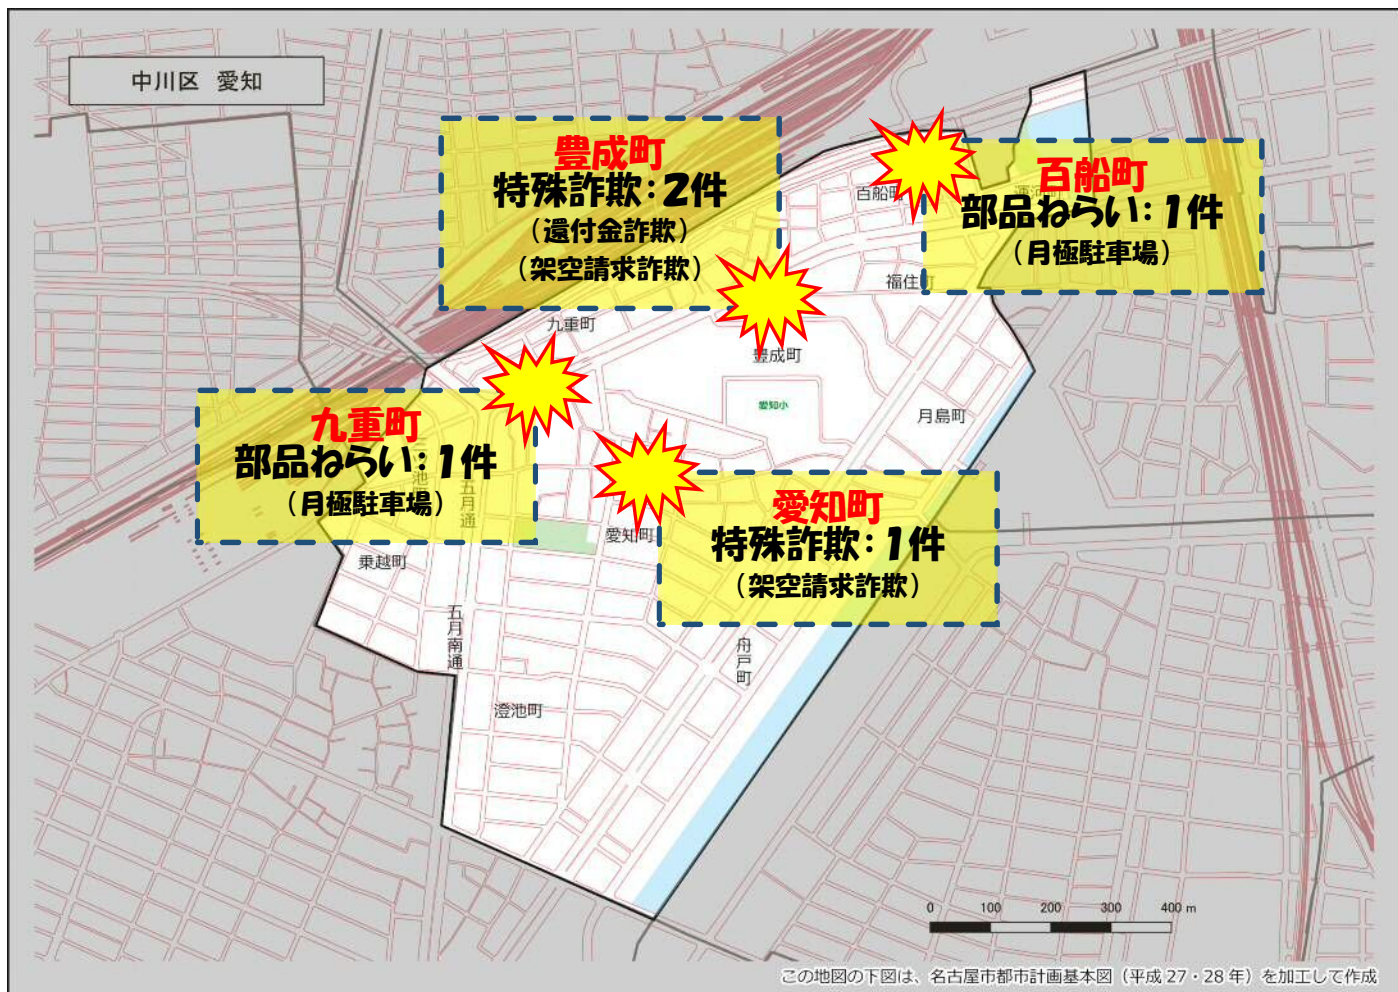 中川区 愛知
豊成町
特殊詐欺：2件
（還付金詐欺）
（架空請求詐欺）
百船町
部品ねらい：1件
（月極駐車場）
百船町
福住町
九重町
豊成町
愛知小
月島町
九重町
部品ねらい：1件
（月極駐車場）
五月通
愛知町
特殊詐欺：1件
（架空請求詐欺）
愛知町
乗越町
五月南通
舟戸町
澄池町
0 100 200 300 400 m
この地図の下図は、名古屋市都市計画基本図（平成 27・28 年）を加工して作成